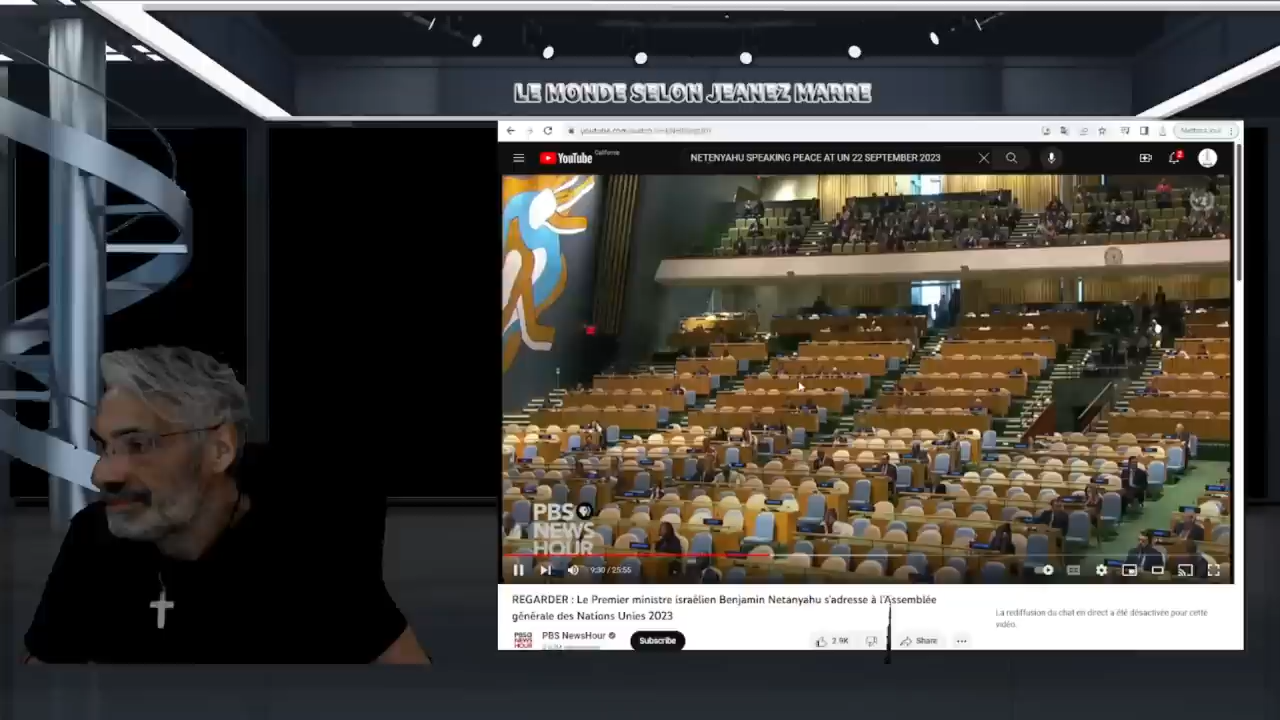 LE MONDE SELON JEANEZ MARRE
YouTube
California
NETENYAHU SPEAKING PEACE AT UN 22 SEPTEMBER 2023
2
PBS
NEWS
HOUR
9:30 / 25:55
REGARDER : Le Premier ministre israélien Benjamin Netanyahu s'adresse à l'Assemblée
générale des Nations Unies 2023
La rediffusion du chat en direct a été désactivée pour cette
vidéo.
PBS NewsHour
Subscribe
2.9K
Share